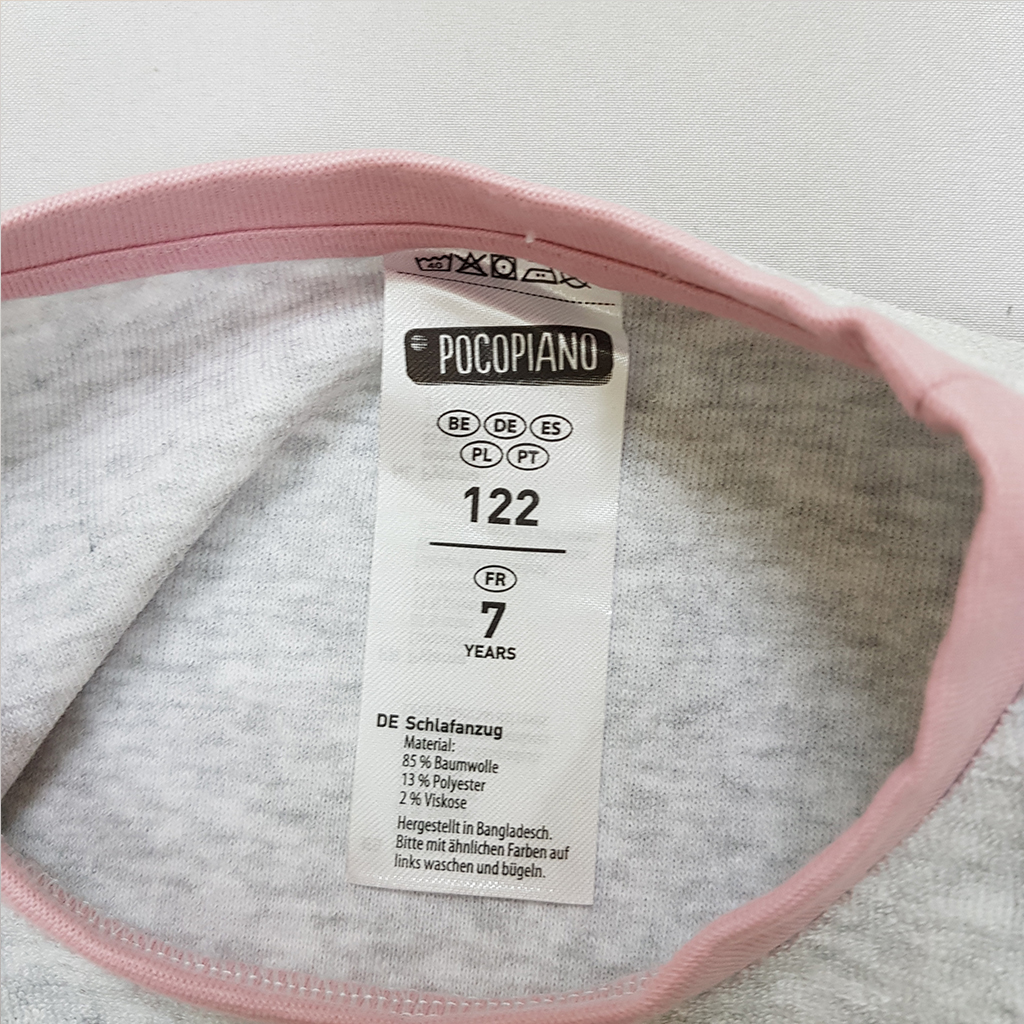 40
POCOPIANO
BE DE ES
PL PT
122
FR
7
YEARS
DE Schlafanzug
Material:
85 % Baumwolle
13 % Polyester
2 % Viskose
Hergestellt in Bangladesch.
Bitte mit ähnlichen Farben auf
links waschen und bügeln.